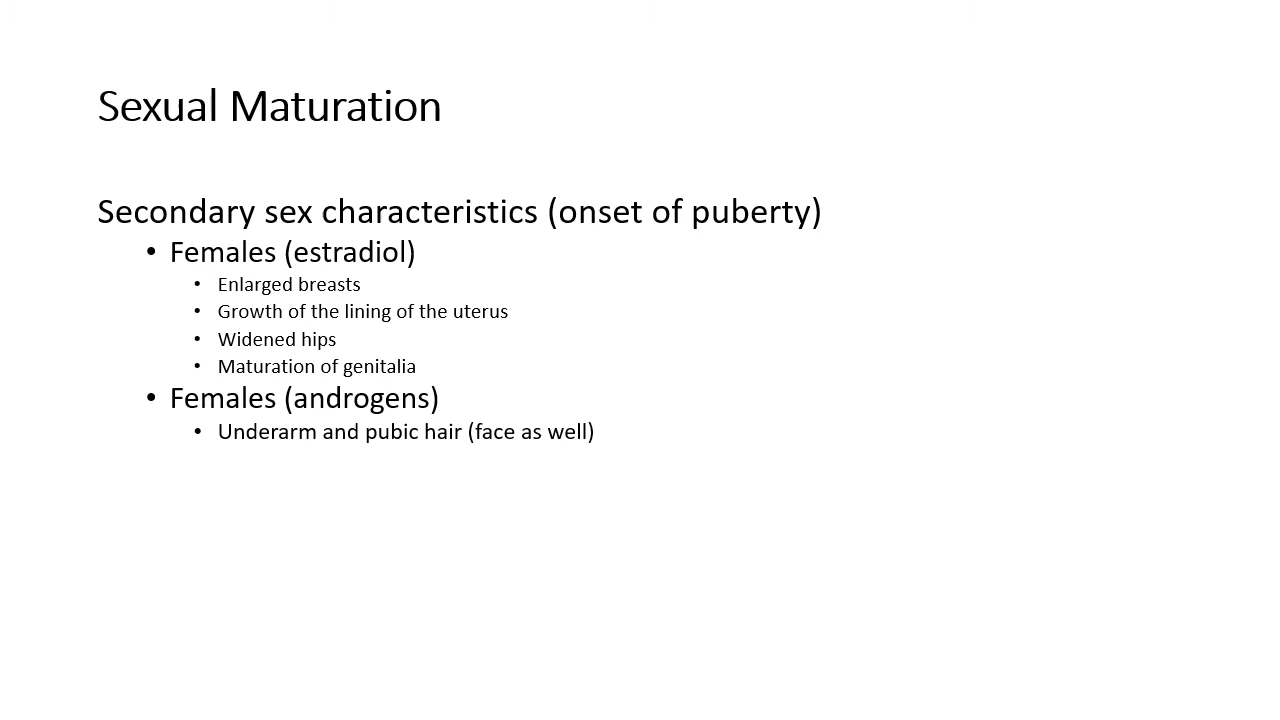 Sexual Maturation
Secondary sex characteristics (onset of puberty)
• Females (estradiol)
• Enlarged breasts
• Growth of the lining of the uterus
• Widened hips
• Maturation of genitalia
• Females (androgens)
• Underarm and pubic hair (face as well)